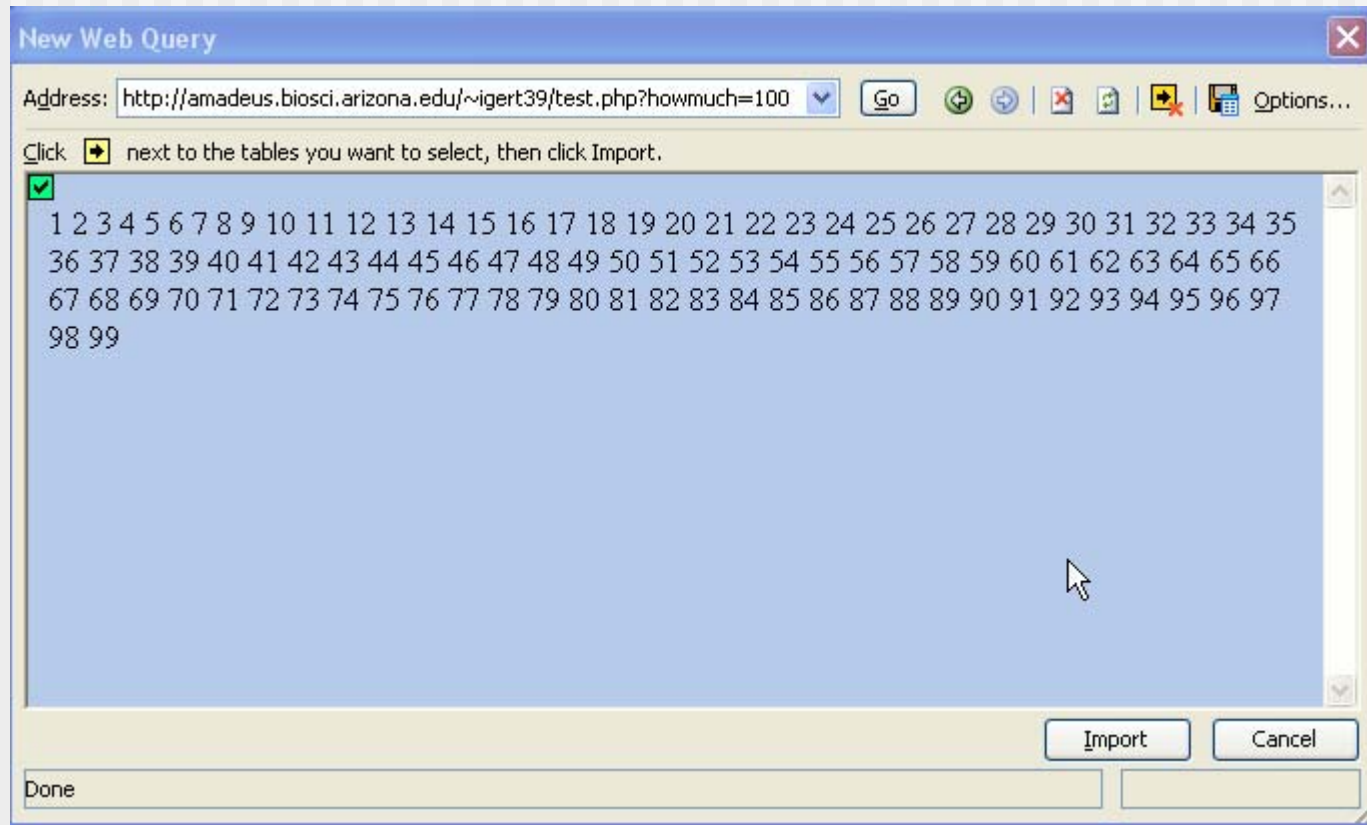 New Web Query
Address: http://amadeus.biosci.arizona.edu/~igert39/test.php?howmuch=100 Go Options...
Click next to the tables you want to select, then click Import.
1 2 3 4 5 6 7 8 9 10 11 12 13 14 15 16 17 18 19 20 21 22 23 24 25 26 27 28 29 30 31 32 33 34 35
36 37 38 39 40 41 42 43 44 45 46 47 48 49 50 51 52 53 54 55 56 57 58 59 60 61 62 63 64 65 66
67 68 69 70 71 72 73 74 75 76 77 78 79 80 81 82 83 84 85 86 87 88 89 90 91 92 93 94 95 96 97
98 99
Import Cancel
Done